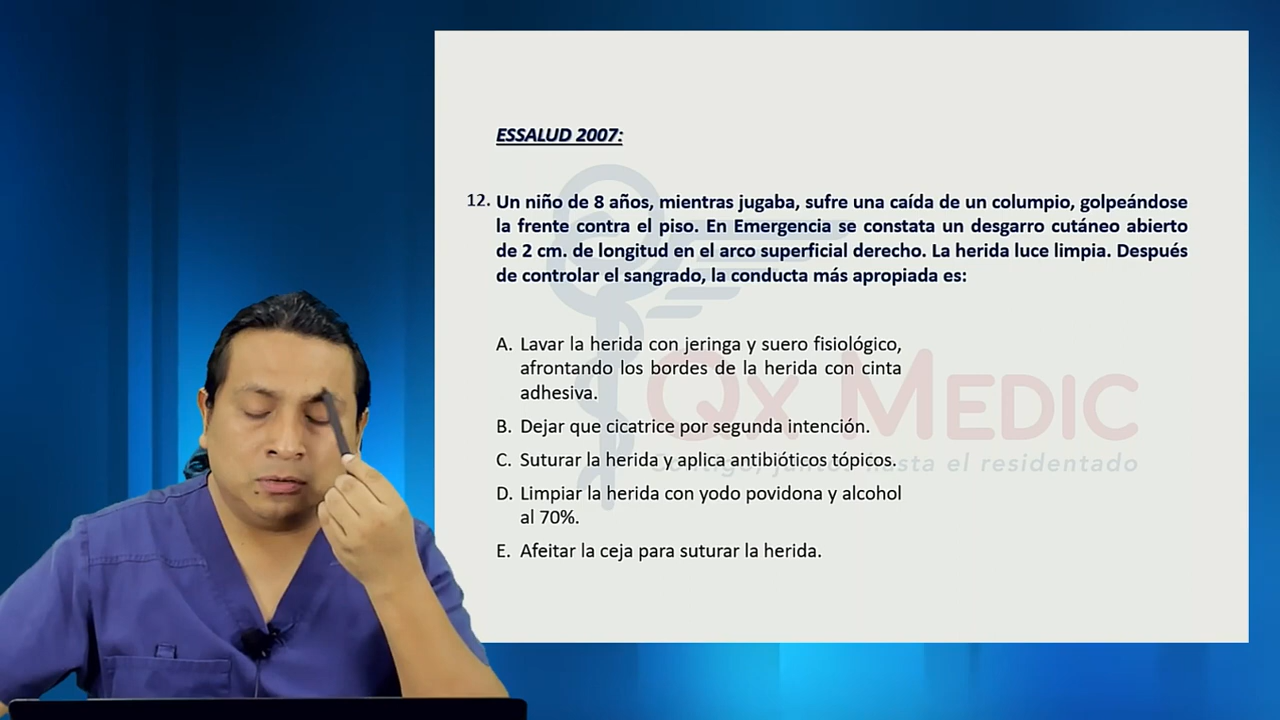 ESSALUD 2007:
12. Un niño de 8 años, mientras jugaba, sufre una caída de un columpio, golpeándose
la frente contra el piso. En Emergencia se constata un desgarro cutáneo abierto
de 2 cm. de longitud en el arco superficial derecho. La herida luce limpia. Después
de controlar el sangrado, la conducta más apropiada es:
A. Lavar la herida con jeringa y suero fisiológico,
afrontando los bordes de la herida con cinta
adhesiva.
B. Dejar que cicatrice por segunda intención.
C. Suturar la herida y aplica antibióticos tópicos.
D. Limpiar la herida con yodo povidona y alcohol
al 70%.
E. Afeitar la ceja para suturar la herida.
QX MEDIC
Contigo, juntos hasta el residentado